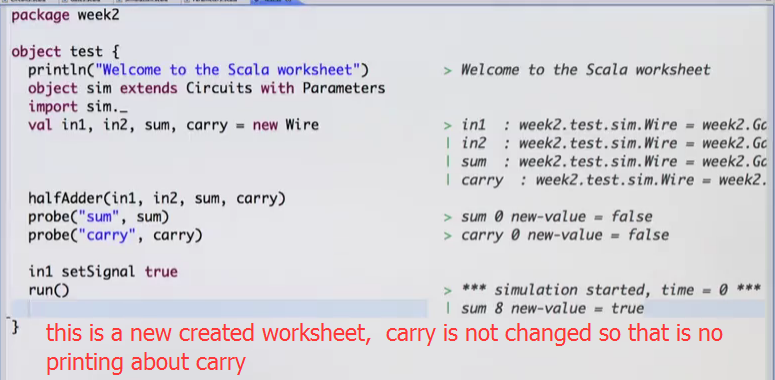 package week2
object test {
println("Welcome to the Scala worksheet") > Welcome to the Scala worksheet
object sim extends Circuits with Parameters
import sim._
val in1, in2, sum, carry = new Wire > in1 : week2.test.sim.Wire = week2.Ga
| in2 : week2.test.sim.Wire = week2.Ga
| sum : week2.test.sim.Wire = week2.Ga
| carry : week2.test.sim.Wire = week2.
halfAdder(in1, in2, sum, carry)
probe("sum", sum) > sum 0 new-value = false
probe("carry", carry) > carry 0 new-value = false
in1 setSignal true
run() > *** simulation started, time = 0 ***
| sum 8 new-value = true
}
this is a new created worksheet, carry is not changed so that is no
printing about carry